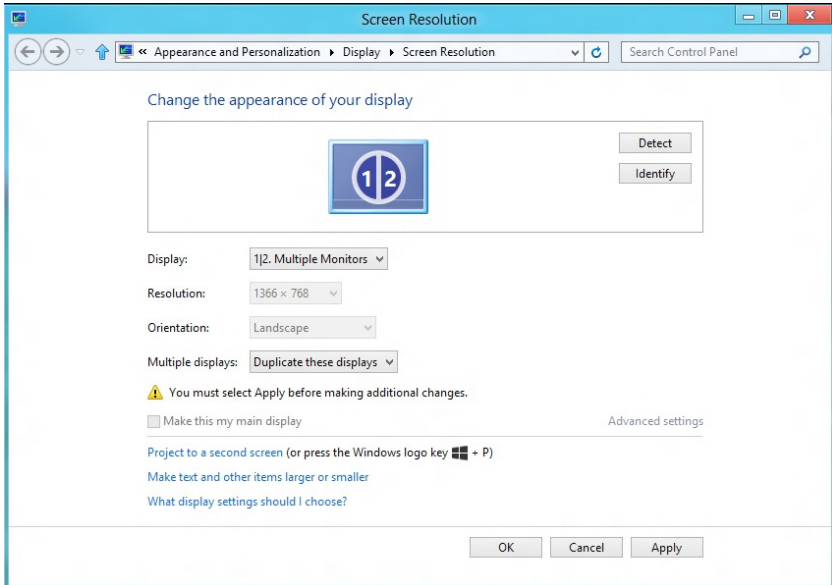 Screen Resolution
« Appearance and Personalization Display Screen Resolution Search Control Panel
Change the appearance of your display
1 2
Detect
Identify
Display: 1|2. Multiple Monitors
Resolution: 1366 × 768
Orientation: Landscape
Multiple displays: Duplicate these displays
You must select Apply before making additional changes.
Make this my main display Advanced settings
Project to a second screen (or press the Windows logo key + P)
Make text and other items larger or smaller
What display settings should I choose?
OK Cancel Apply